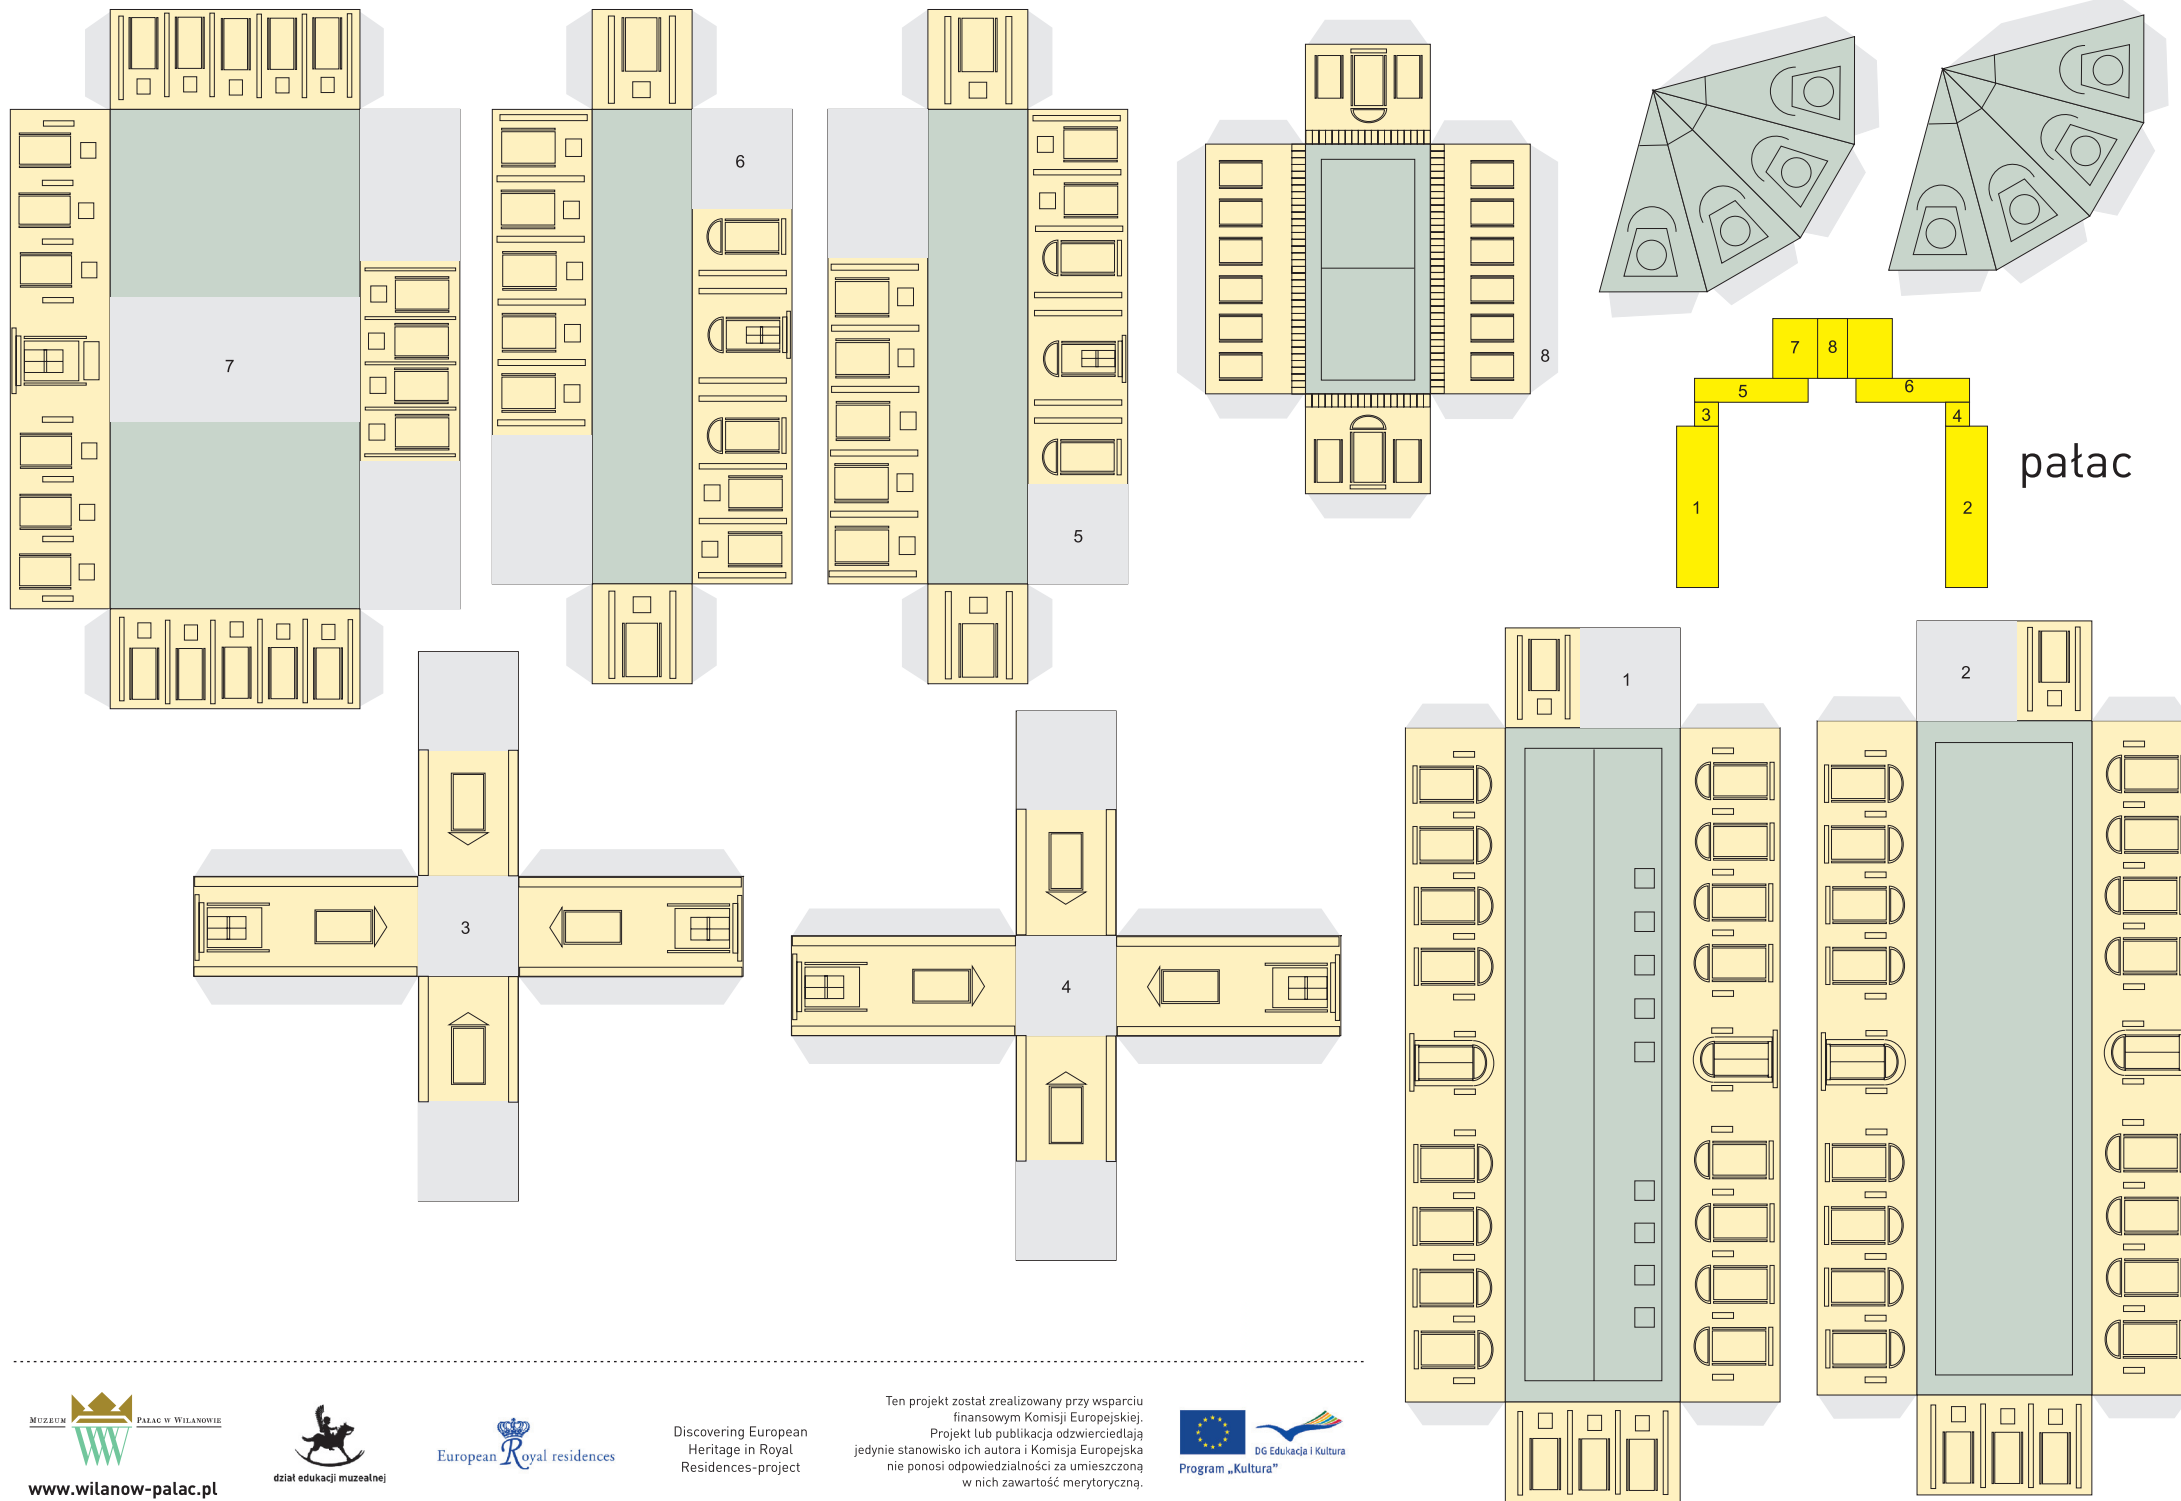 6
7
5
8
7
8
5
6
3
4
1
2
pałac
1
2
3
4
MUZEUM PAŁAC W WILANOWIE
www.wilanow-palac.pl
dział edukacji muzealnej
European Royal residences
Discovering European
Heritage in Royal
Residences-project
Ten projekt został zrealizowany przy wsparciu
finansowym Komisji Europejskiej.
Projekt lub publikacja odzwierciedlają
jedynie stanowisko ich autora i Komisja Europejska
nie ponosi odpowiedzialności za umieszczoną
w nich zawartość merytoryczną.
DG Edukacja i Kultura
Program „Kultura”